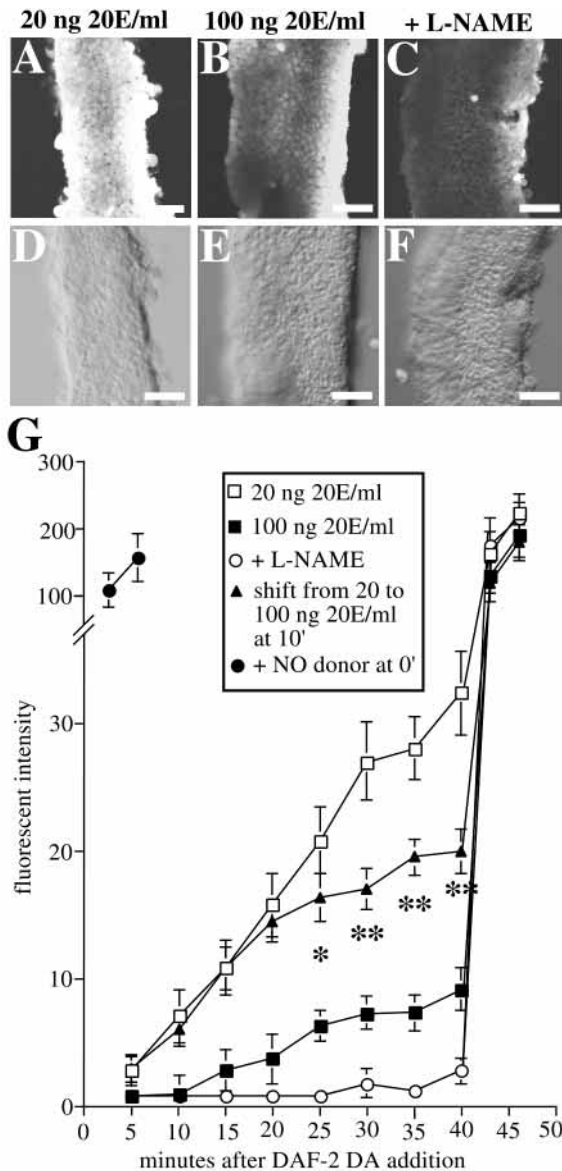 20 ng 20E/ml 100 ng 20E/ml + L-NAME
A B C
D E F
G
300
200
100
30
20
10
0
fluorescent intensity
20 ng 20E/ml
100 ng 20E/ml
+ L-NAME
shift from 20 to
100 ng 20E/ml
at 10'
+ NO donor at 0'
* ** ** **
0 5 10 15 20 25 30 35 40 45 50
minutes after DAF-2 DA addition